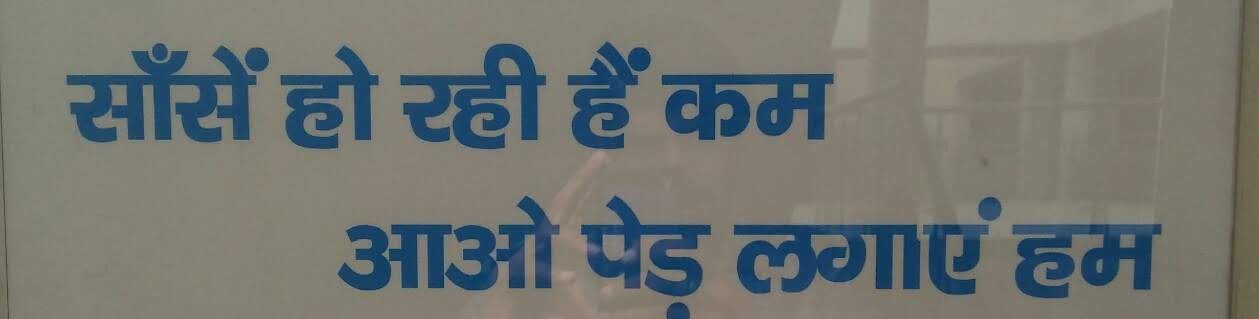 साँसें हो रही हैं कम
आओ पेड़ लगाएं हम